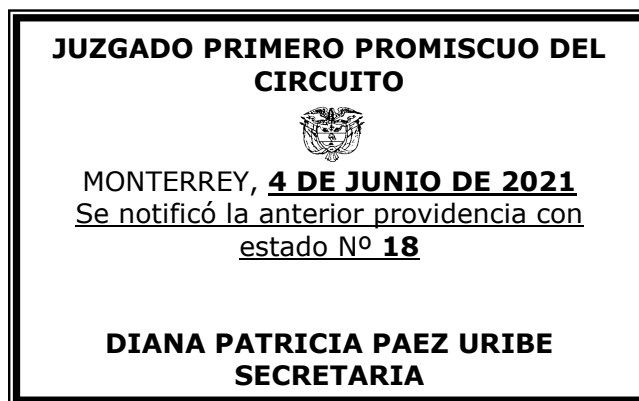 JUZGADO PRIMERO PROMISCUO DEL
CIRCUITO
MONTERREY, 4 DE JUNIO DE 2021
Se notificó la anterior providencia con
estado Nº 18
DIANA PATRICIA PAEZ URIBE
SECRETARIA